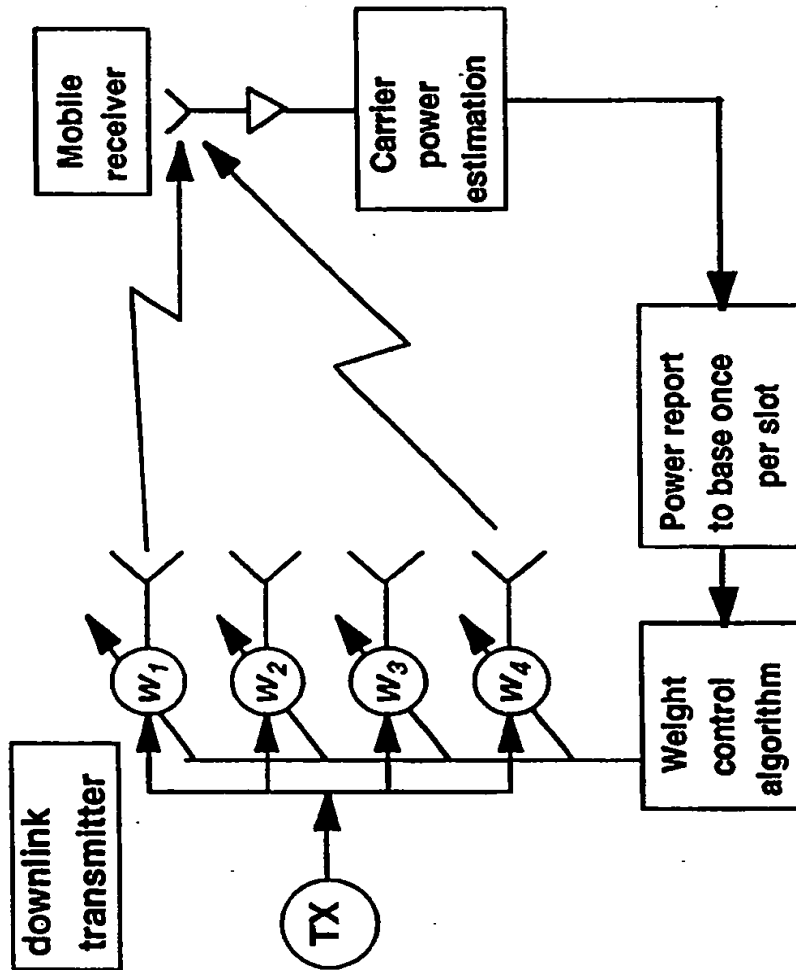 downlink
transmitter
TX
W1
W2
W3
W4
Mobile
receiver
Carrier
power
estimation
Power report
to base once
per slot
Weight
control
algorithm